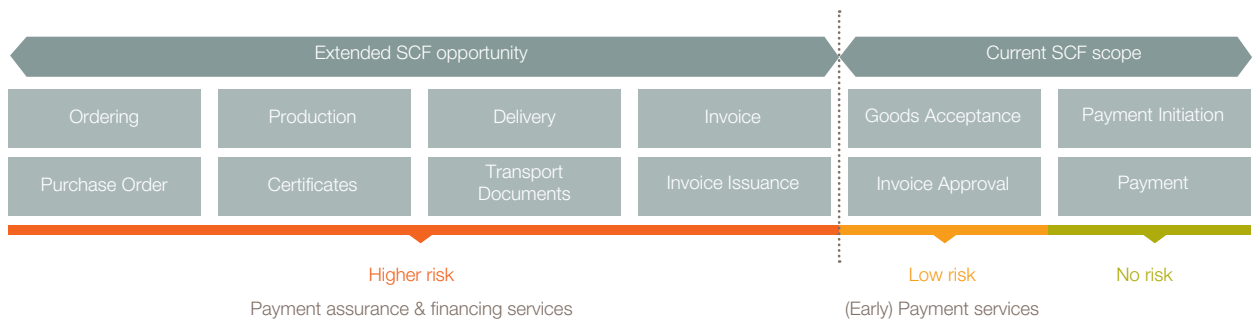 Extended SCF opportunity
Current SCF scope
Ordering
Production
Delivery
Invoice
Goods Acceptance
Payment Initiation
Purchase Order
Certificates
Transport
Documents
Invoice Issuance
Invoice Approval
Payment
Higher risk
Low risk
No risk
Payment assurance & financing services
(Early) Payment services